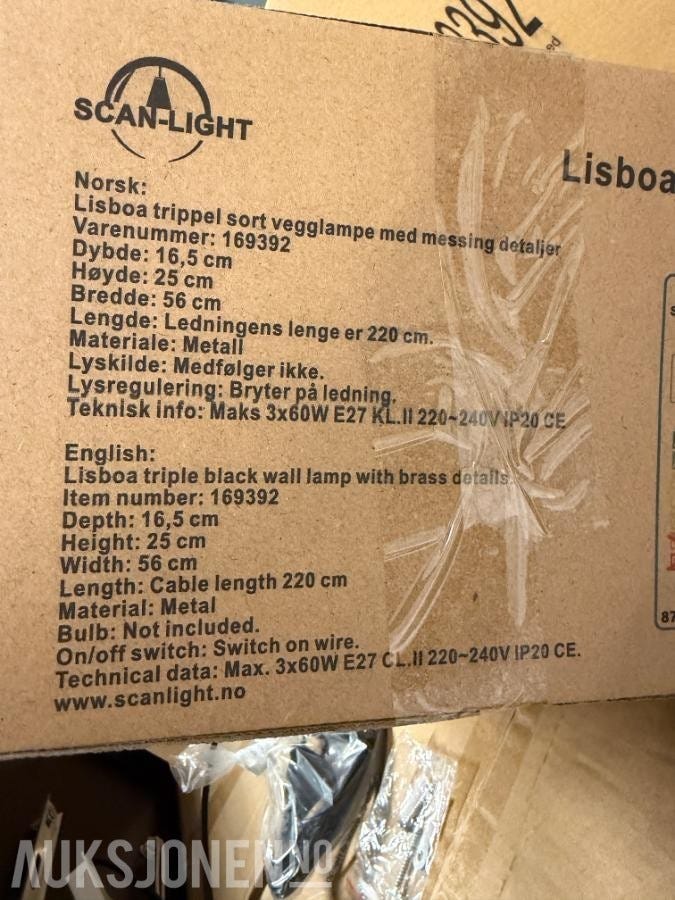 9392
SCAN-LIGHT
Lisboa
Norsk:
Lisboa trippel sort vegglampe med messing detaljer
Varenummer: 169392
Dybde: 16,5 cm
Høyde: 25 cm
Bredde: 56 cm
Lengde: Ledningens lenge er 220 cm.
Materiale: Metall
Lyskilde: Medfølger ikke.
Lysregulering: Bryter på ledning.
Teknisk info: Maks 3x60W E27 KL.II 220~240V IP20 CE
English:
Lisboa triple black wall lamp with brass details.
Item number: 169392
Depth: 16,5 cm
Height: 25 cm
Width: 56 cm
Length: Cable length 220 cm
Material: Metal
Bulb: Not included.
On/off switch: Switch on wire.
Technical data: Max. 3x60W E27 CL.II 220~240V IP20 CE.
www.scanlight.no
87
AUKSJONEN.NO